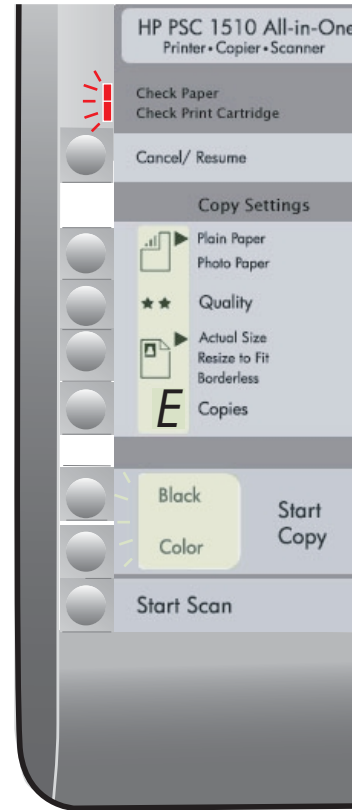 HP PSC 1510 All-in-One
Printer • Copier • Scanner
Check Paper
Check Print Cartridge
Cancel/ Resume
Copy Settings
Plain Paper
Photo Paper
Quality
Actual Size
Resize to Fit
Borderless
E Copies
Black
Color
Start
Copy
Start Scan